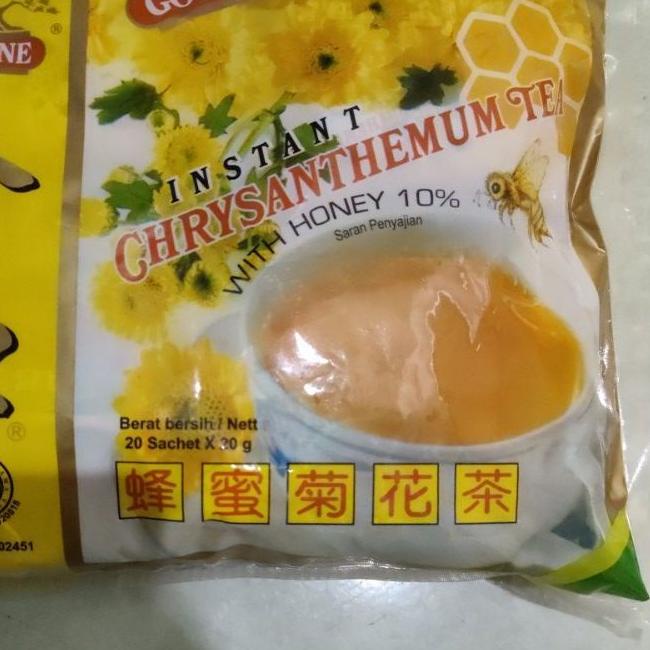 INSTANT
CHRYSANTHEMUM TEA
WITH HONEY 10%
Saran Penyajian
Berat bersih / Nett
20 Sachet X 20 g
蜂蜜菊花茶
02451